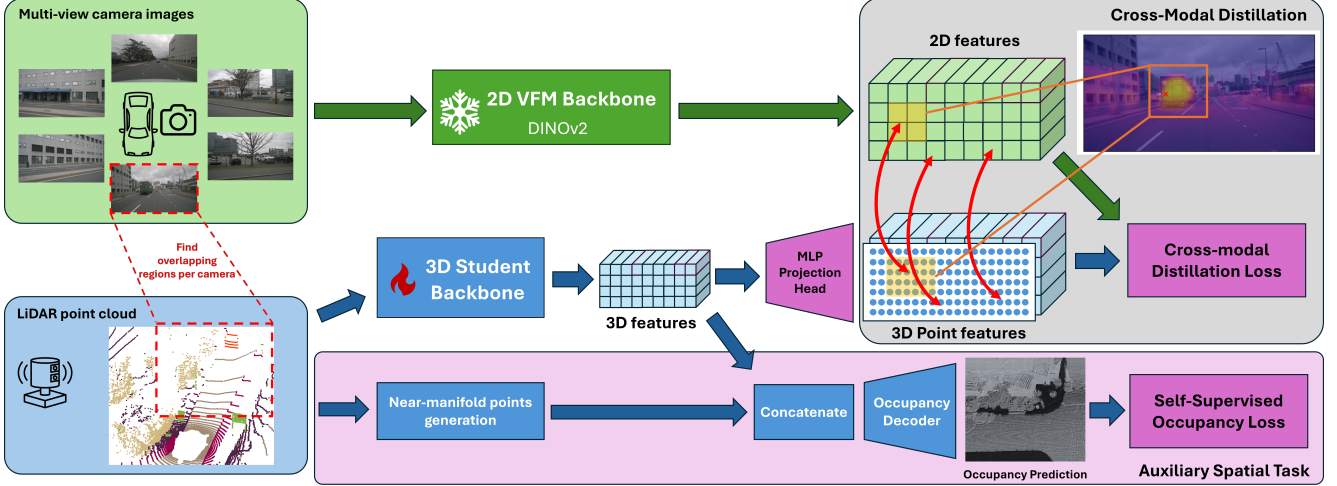 Multi-view camera images
2D VFM Backbone
DINOv2
Cross-Modal Distillation
2D features
Find
overlapping
regions per camera
3D Student
Backbone
3D features
MLP
Projection
Head
3D Point features
Cross-modal
Distillation Loss
LiDAR point cloud
Near-manifold points
generation
Concatenate
Occupancy
Decoder
Occupancy Prediction
Self-Supervised
Occupancy Loss
Auxiliary Spatial Task